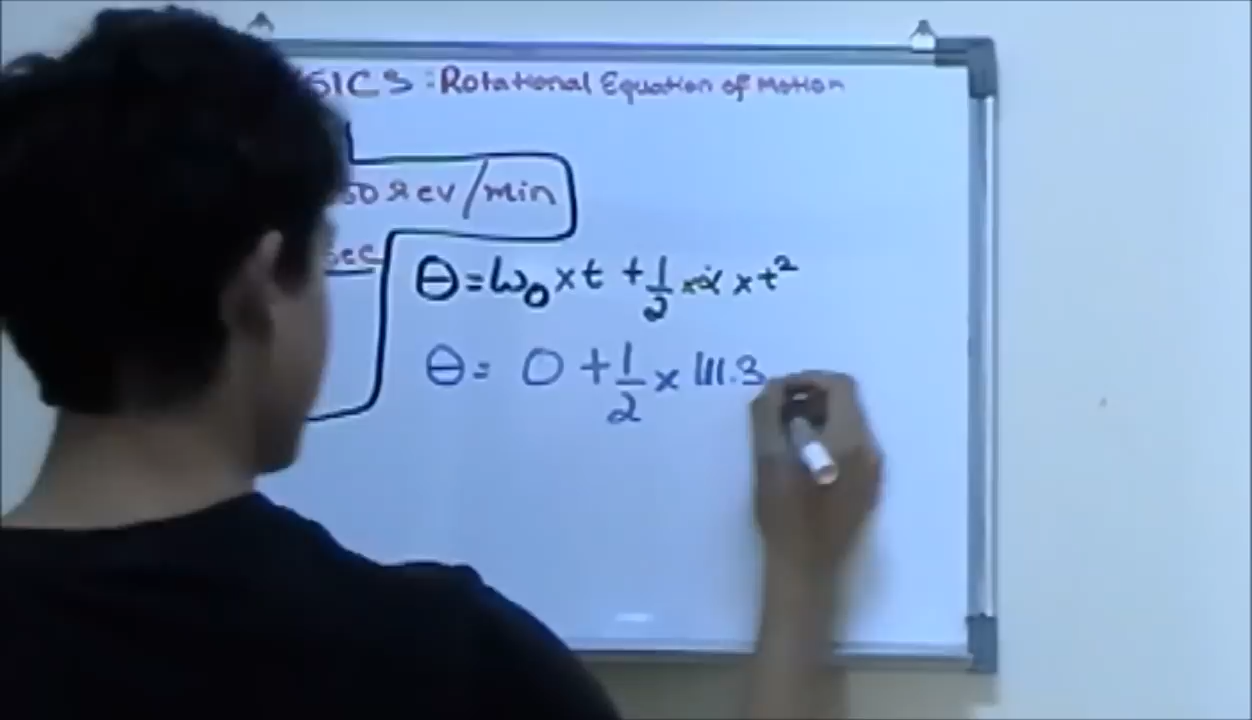 SICS : Rotational Equation of Motion
50 rev/min
sec
θ = ω₀ x t + 1/2 x α x t²
θ = 0 + 1/2 x 111.3